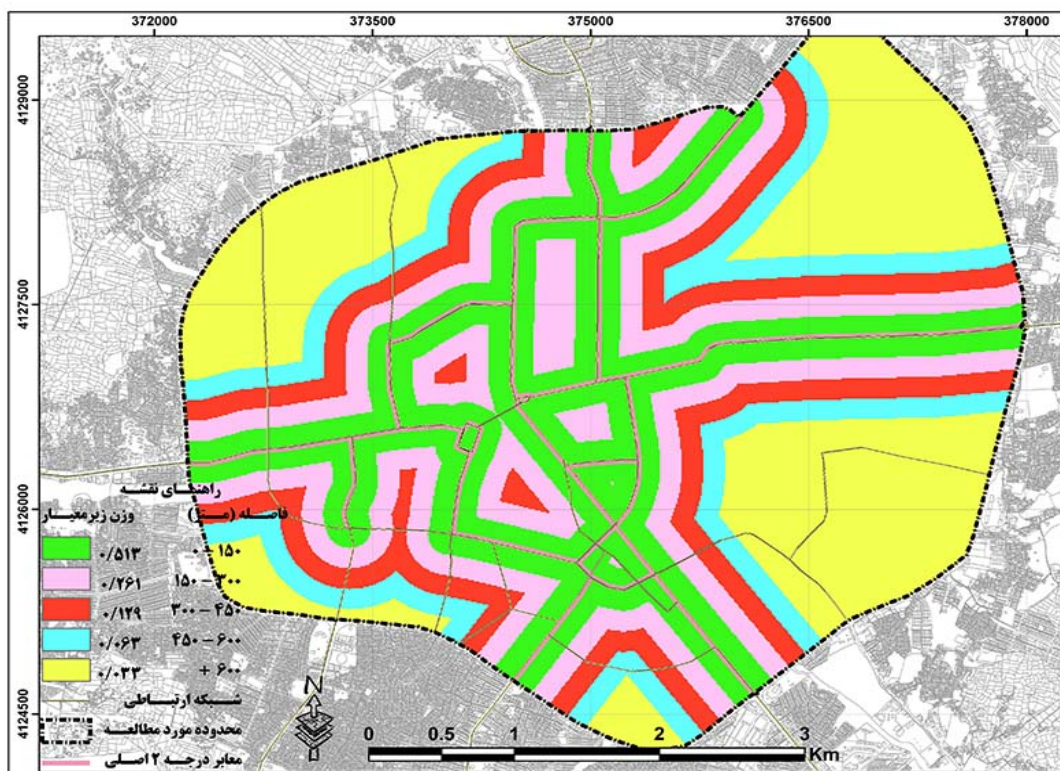 372000 373500 375000 376500 378000
4129000
4127500
4126000
4124500
راهنمای نقشه
فاصله (متر) وزن زیرمعیار
۰ - ۱۵۰ ۰/۵۱۳
۱۵۰ - ۳۰۰ ۰/۲۶۱
۳۰۰ - ۴۵۰ ۰/۱۲۹
۴۵۰ - ۶۰۰ ۰/۰۶۳
۶۰۰ + ۰/۰۳۳
شبکه ارتباطی
محدوده مورد مطالعه
معابر درجه ۲ اصلی
N
0 0.5 1 2 3
Km